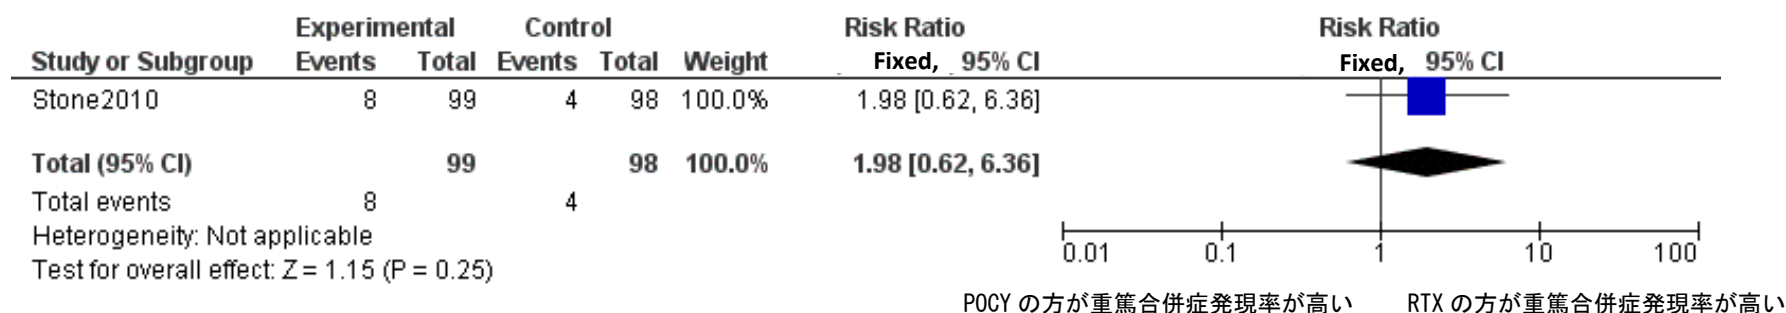 Experimental Control Risk Ratio Risk Ratio
Study or Subgroup Events Total Events Total Weight Fixed, 95% CI Fixed, 95% CI
Stone2010 8 99 4 98 100.0% 1.98 [0.62, 6.36]
Total (95% CI) 99 98 100.0% 1.98 [0.62, 6.36]
Total events 8 4
Heterogeneity: Not applicable
Test for overall effect: Z = 1.15 (P = 0.25)
0.01 0.1 1 10 100
POCY の方が重篤合併症発現率が高い RTX の方が重篤合併症発現率が高い